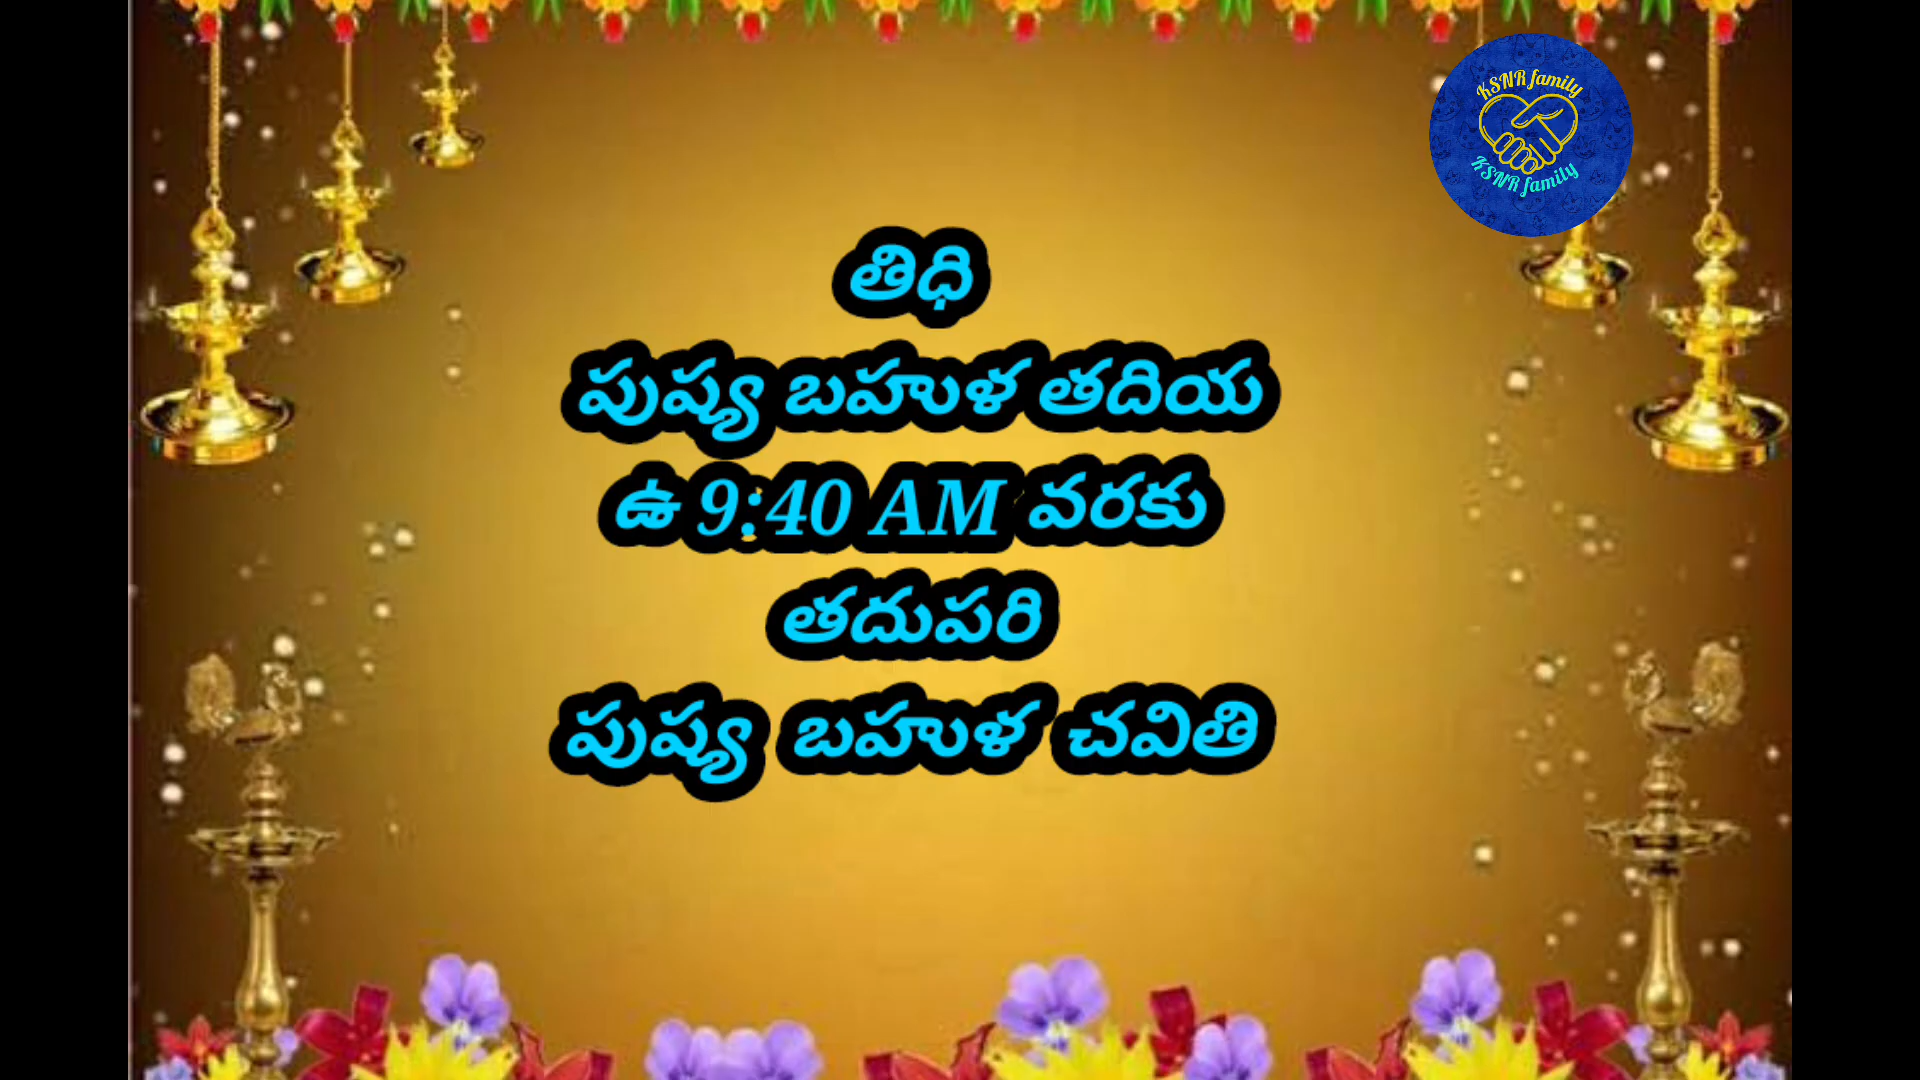 KSNR family
KSNR family
తిధి
పుష్య బహుళ తదియ
ఉ 9:40 AM వరకు
తదుపరి
పుష్య బహుళ చవితి